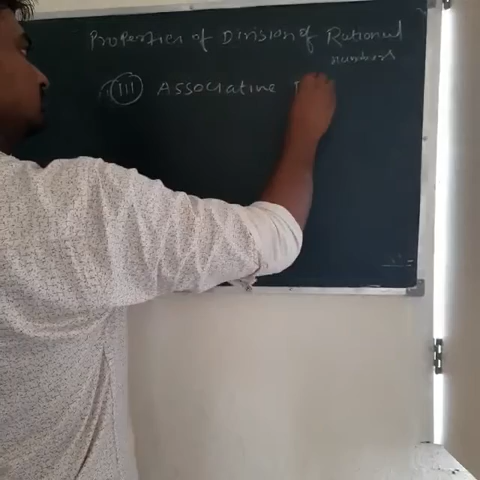 Properties of Division of Rational
numbers
(III) Associative